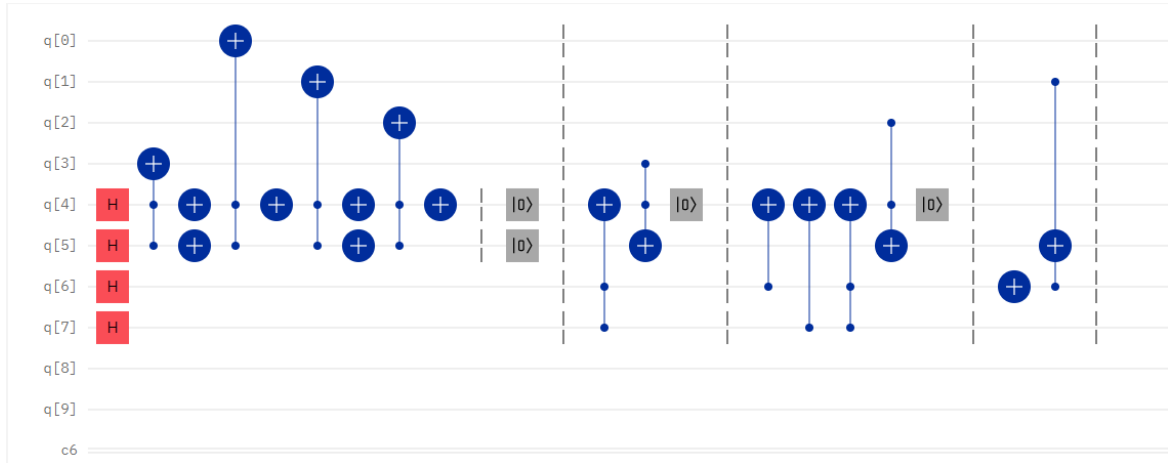 q[0]
q[1]
q[2]
q[3]
q[4] H |0⟩ |0⟩ |0⟩
q[5] H |0⟩
q[6] H
q[7] H
q[8]
q[9]
c6